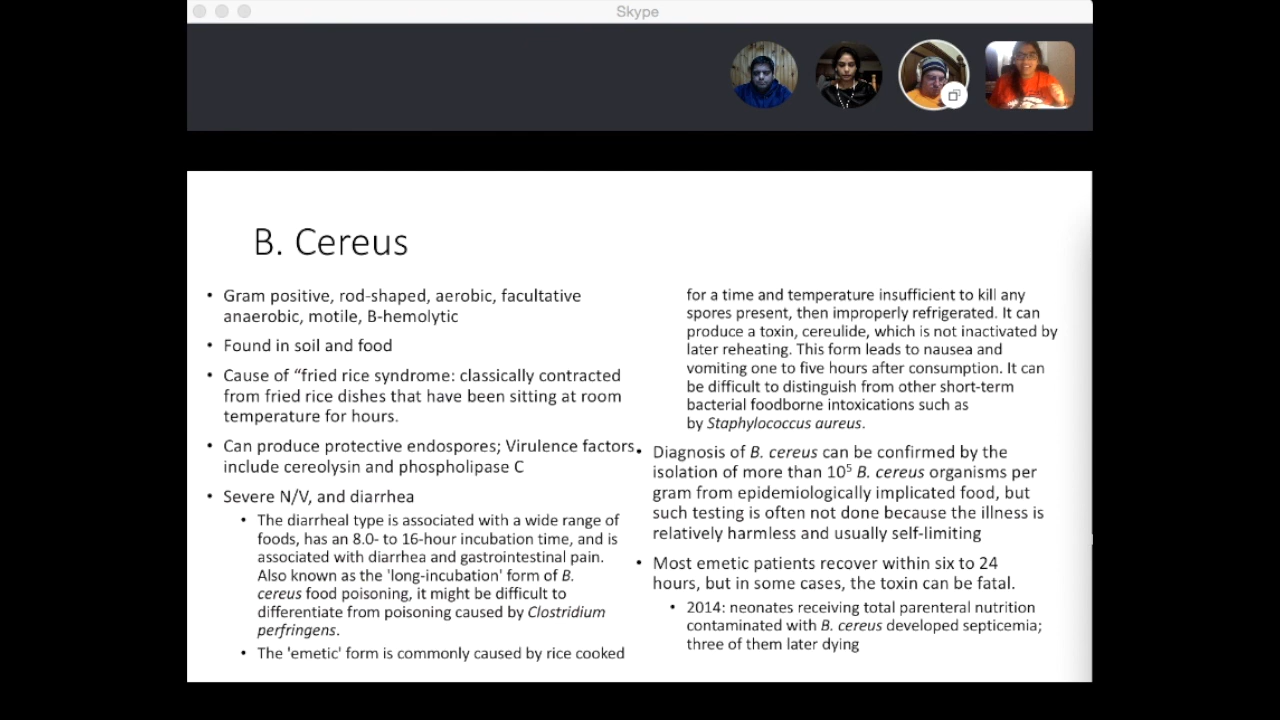 Skype
B. Cereus
• Gram positive, rod-shaped, aerobic, facultative
anaerobic, motile, B-hemolytic
• Found in soil and food
• Cause of “fried rice syndrome: classically contracted
from fried rice dishes that have been sitting at room
temperature for hours.
• Can produce protective endospores; Virulence factors
include cereolysin and phospholipase C
• Severe N/V, and diarrhea
• The diarrheal type is associated with a wide range of
foods, has an 8.0- to 16-hour incubation time, and is
associated with diarrhea and gastrointestinal pain.
Also known as the 'long-incubation' form of B.
cereus food poisoning, it might be difficult to
differentiate from poisoning caused by Clostridium
perfringens.
• The 'emetic' form is commonly caused by rice cooked
for a time and temperature insufficient to kill any
spores present, then improperly refrigerated. It can
produce a toxin, cereulide, which is not inactivated by
later reheating. This form leads to nausea and
vomiting one to five hours after consumption. It can
be difficult to distinguish from other short-term
bacterial foodborne intoxications such as
by Staphylococcus aureus.
• Diagnosis of B. cereus can be confirmed by the
isolation of more than 10⁵ B. cereus organisms per
gram from epidemiologically implicated food, but
such testing is often not done because the illness is
relatively harmless and usually self-limiting
• Most emetic patients recover within six to 24
hours, but in some cases, the toxin can be fatal.
• 2014: neonates receiving total parenteral nutrition
contaminated with B. cereus developed septicemia;
three of them later dying